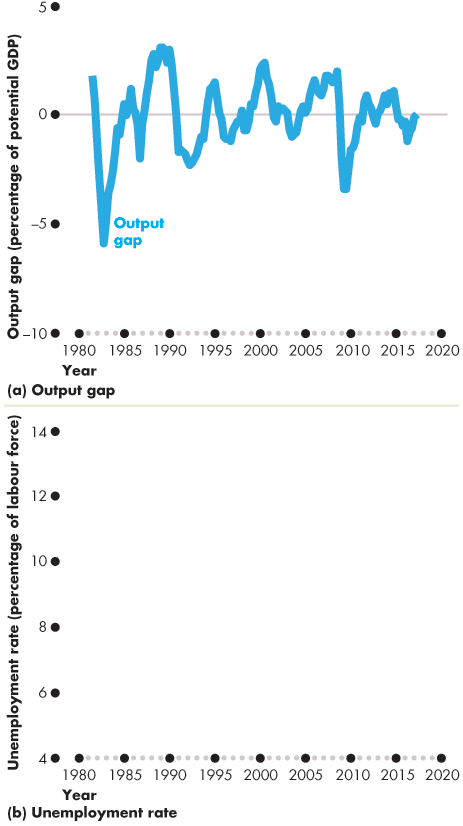 Output gap (percentage of potential GDP)
5
0
–5
–10
Output
gap
1980 1985 1990 1995 2000 2005 2010 2015 2020
Year
(a) Output gap
Unemployment rate (percentage of labour force)
14
12
10
8
6
4
1980 1985 1990 1995 2000 2005 2010 2015 2020
Year
(b) Unemployment rate